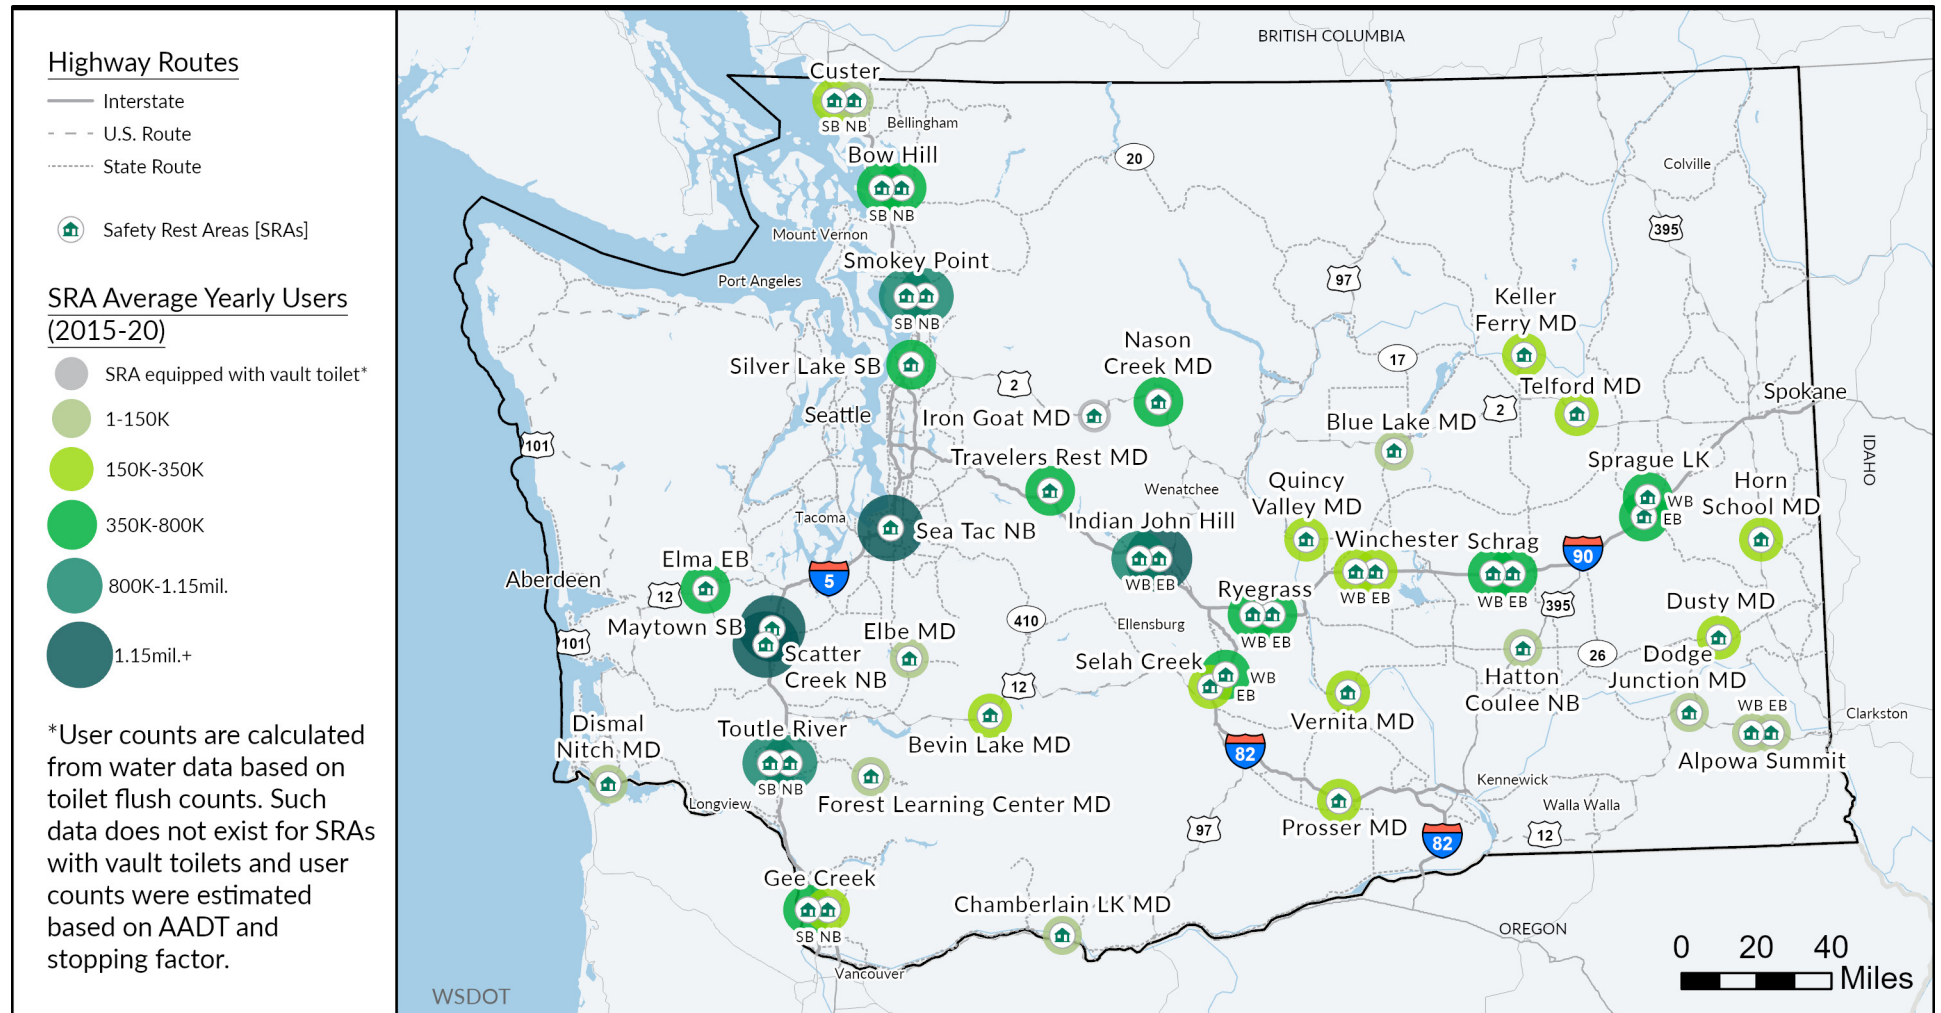 Highway Routes
Interstate
U.S. Route
State Route
Safety Rest Areas [SRAs]
SRA Average Yearly Users
(2015-20)
SRA equipped with vault toilet*
1-150K
150K-350K
350K-800K
800K-1.15mil.
1.15mil.+
*User counts are calculated
from water data based on
toilet flush counts. Such
data does not exist for SRAs
with vault toilets and user
counts were estimated
based on AADT and
stopping factor.
BRITISH COLUMBIA
Custer
SB NB
Bellingham
Bow Hill
SB NB
20
Colville
395
Mount Vernon
Smokey Point
SB NB
Port Angeles
97
Keller
Ferry MD
Nason
Creek MD
Silver Lake SB
2
17
Telford MD
2
Spokane
Seattle
Iron Goat MD
Blue Lake MD
101
IDAHO
Travelers Rest MD
Sprague LK
WB
EB
Wenatchee
Quincy
Valley MD
Horn
School MD
Tacoma
Sea Tac NB
Indian John Hill
WB EB
Winchester
WB EB
Schrag
WB EB
90
Elma EB
Aberdeen
5
12
Ryegrass
WB EB
395
Dusty MD
Maytown SB
101
Elbe MD
410
Ellensburg
Scatter
Creek NB
Selah Creek
WB
EB
Hatton
Coulee NB
26
Dodge
Junction MD
12
Dismal
Nitch MD
Toutle River
SB NB
Bevin Lake MD
Vernita MD
WB EB
Alpowa Summit
Clarkston
82
Longview
Forest Learning Center MD
Kennewick
Walla Walla
97
Prosser MD
82
12
Gee Creek
SB NB
Chamberlain LK MD
Vancouver
OREGON
WSDOT
0 20 40
Miles